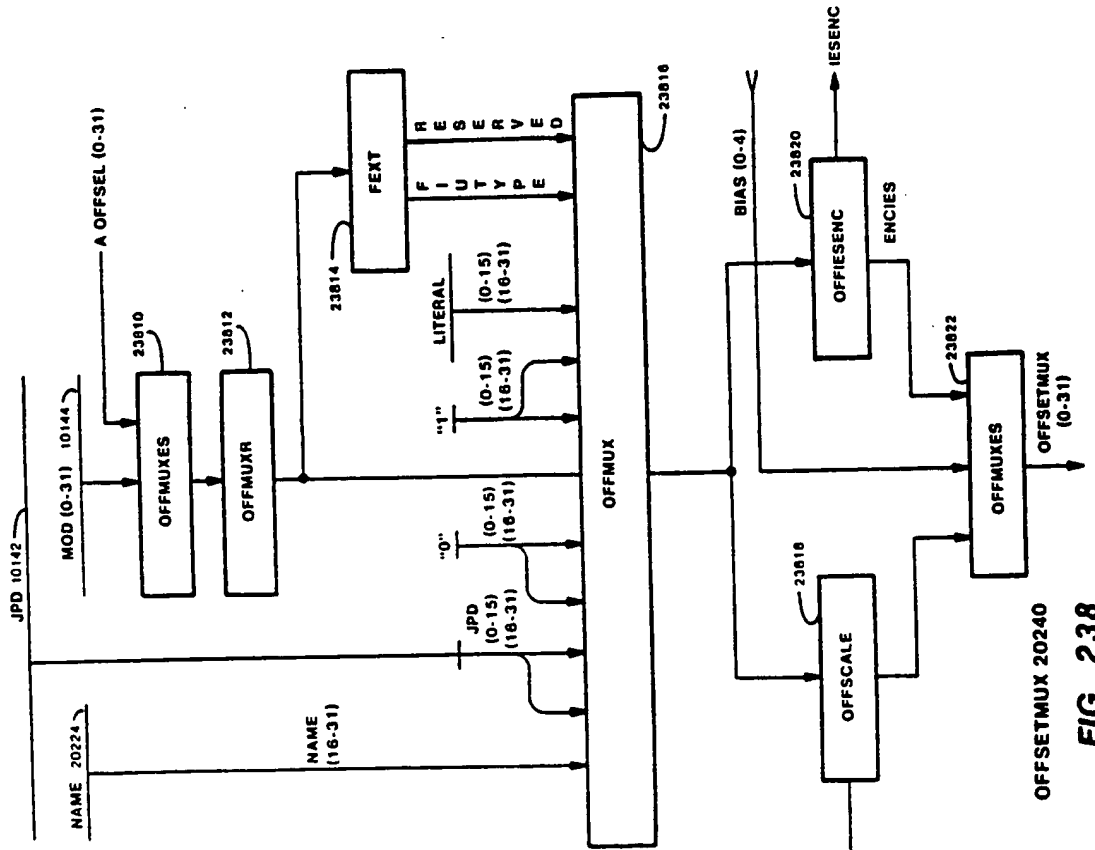 JPD 10142
NAME 20224
MOD (0-31) 10144
A OFFSEL (0-31)
23810
OFFMUXES
23812
OFFMUXR
23814
FEXT
FIUTYPE
RESERVED
NAME
(16-31)
JPD
(0-15)
(16-31)
"0"
(0-15)
(16-31)
"1"
(0-15)
(16-31)
LITERAL
(0-15)
(16-31)
OFFMUX
23816
BIAS (0-4)
23818
OFFSCALE
23820
OFFIESENC
IESENC
ENCIES
23822
OFFMUXES
OFFSETMUX
(0-31)
OFFSETMUX 20240
FIG. 238